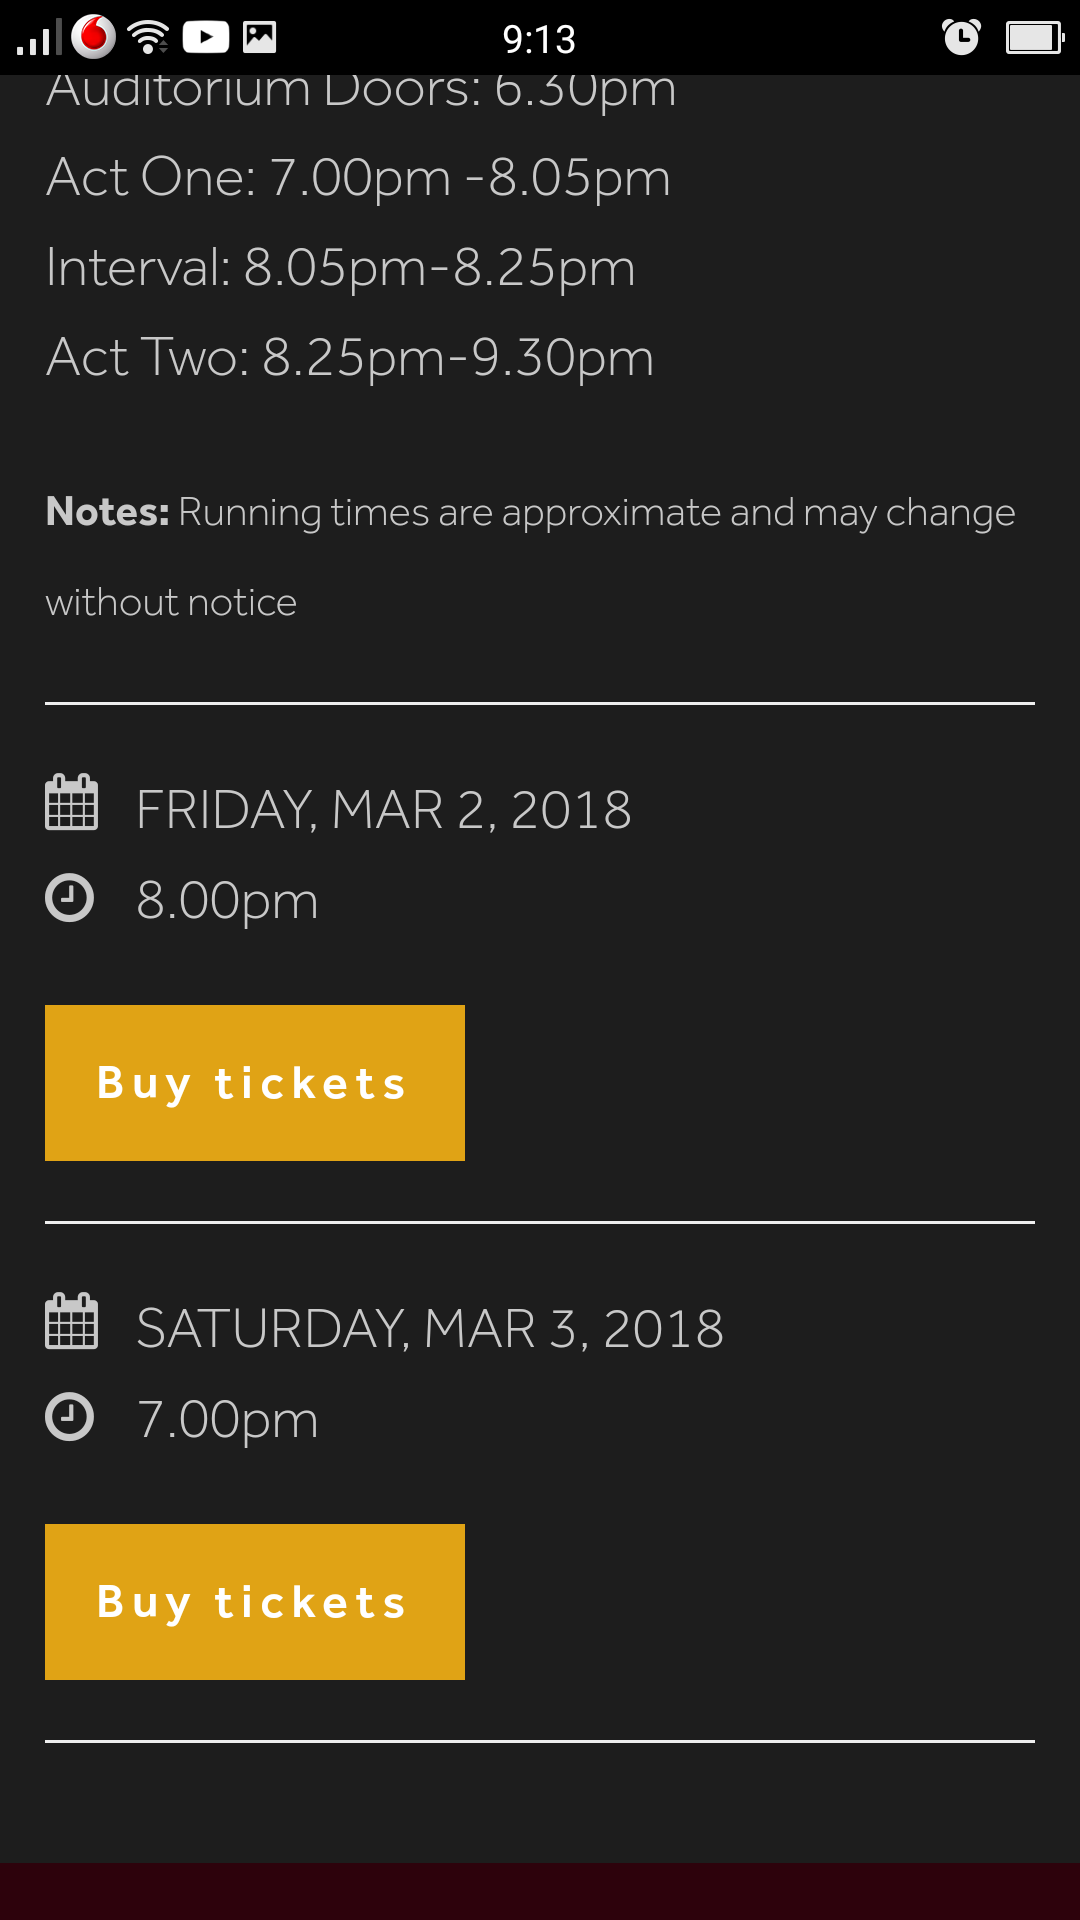 9:13
Auditorium Doors: 6.30pm
Act One: 7.00pm -8.05pm
Interval: 8.05pm-8.25pm
Act Two: 8.25pm-9.30pm
Notes: Running times are approximate and may change
without notice
FRIDAY, MAR 2, 2018
8.00pm
Buy tickets
SATURDAY, MAR 3, 2018
7.00pm
Buy tickets